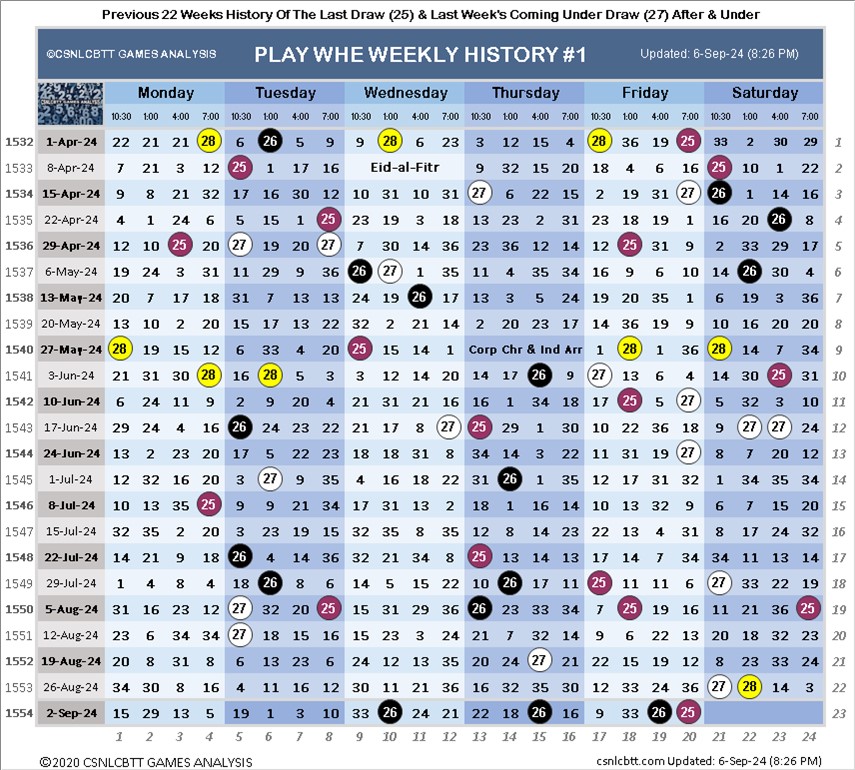 Previous 22 Weeks History Of The Last Draw (25) & Last Week's Coming Under Draw (27) After & Under
©CSNLCBTT GAMES ANALYSIS PLAY WHE WEEKLY HISTORY #1 Updated: 6-Sep-24 (8:26 PM)
CSNLCBTT GAMES ANALYSIS Monday Tuesday Wednesday Thursday Friday Saturday
10:30 1:00 4:00 7:00 10:30 1:00 4:00 7:00 10:30 1:00 4:00 7:00 10:30 1:00 4:00 7:00 10:30 1:00 4:00 7:00 10:30 1:00 4:00 7:00
1532 1-Apr-24 22 21 21 28 6 26 5 9 9 28 6 23 3 12 15 4 28 36 19 25 33 2 30 29 1
1533 8-Apr-24 7 21 3 12 25 1 17 16 Eid-al-Fitr 9 32 15 20 18 4 6 16 25 10 1 22 2
1534 15-Apr-24 9 8 21 32 17 16 30 12 10 31 10 31 27 6 22 15 2 19 31 27 26 1 14 16 3
1535 22-Apr-24 4 1 24 6 5 15 1 25 23 19 3 18 13 23 2 31 23 18 19 1 16 20 26 8 4
1536 29-Apr-24 12 10 25 20 27 19 8 27 7 30 14 36 23 36 12 14 12 25 31 9 2 33 29 17 5
1537 6-May-24 19 24 3 31 11 29 9 36 26 27 1 35 11 4 35 34 16 9 6 10 14 26 30 4 6
1538 13-May-24 20 7 17 18 31 7 13 13 24 19 26 17 13 3 5 24 19 20 35 1 6 19 3 36 7
1539 20-May-24 13 10 2 20 15 17 13 22 32 2 21 14 2 20 23 17 14 36 19 9 10 16 20 20 8
1540 27-May-24 28 19 15 12 6 33 4 20 25 15 14 1 Corp Chr & Ind Arr 1 28 1 36 28 14 7 34 9
1541 3-Jun-24 21 31 30 28 16 28 5 3 3 12 14 20 14 17 26 9 27 13 6 4 14 30 25 31 10
1542 10-Jun-24 6 24 11 9 2 9 20 4 21 31 21 16 16 1 34 18 17 25 5 27 5 32 3 10 11
1543 17-Jun-24 29 24 4 16 26 24 23 22 9 17 8 27 25 29 1 30 10 22 36 18 22 27 27 24 12
1544 24-Jun-24 13 2 23 20 17 5 22 23 18 31 19 22 34 14 3 22 11 31 19 27 8 7 20 12 13
1545 1-Jul-24 20 32 16 20 3 27 9 35 4 16 18 22 31 26 14 1 12 17 31 32 1 34 35 34 14
1546 8-Jul-24 10 13 35 25 9 9 21 34 17 31 13 2 18 1 16 14 10 13 32 9 6 7 15 20 15
1547 15-Jul-24 32 35 2 20 3 23 19 15 32 8 35 35 12 8 14 23 22 13 4 31 8 17 24 32 16
1548 22-Jul-24 14 21 9 18 26 4 14 36 32 21 34 8 25 13 14 13 17 14 7 34 34 11 13 14 17
1549 29-Jul-24 1 4 8 4 18 26 8 6 14 5 15 22 10 26 17 11 25 11 11 6 27 33 22 19 18
1550 5-Aug-24 31 16 23 12 27 32 20 25 15 31 29 36 26 23 33 34 7 25 19 16 11 21 36 25 19
1551 12-Aug-24 23 6 34 34 27 18 15 16 15 23 3 24 21 7 32 14 9 6 22 13 20 18 32 23 20
1552 19-Aug-24 20 8 31 8 6 13 23 6 24 12 13 35 20 24 27 21 22 15 19 12 8 23 33 24 21
1553 26-Aug-24 34 30 8 16 4 11 16 12 30 11 21 36 16 32 35 30 12 33 24 36 27 28 14 3 22
1554 2-Sep-24 15 29 13 5 19 1 3 10 33 26 24 21 22 18 26 16 9 33 26 25 23
1 2 3 4 5 6 7 8 9 10 11 12 13 14 15 16 17 18 19 20 21 22 23 24
©2020 CSNLCBTT GAMES ANALYSIS csnlcbtt.com Updated: 6-Sep-24 (8:26 PM)